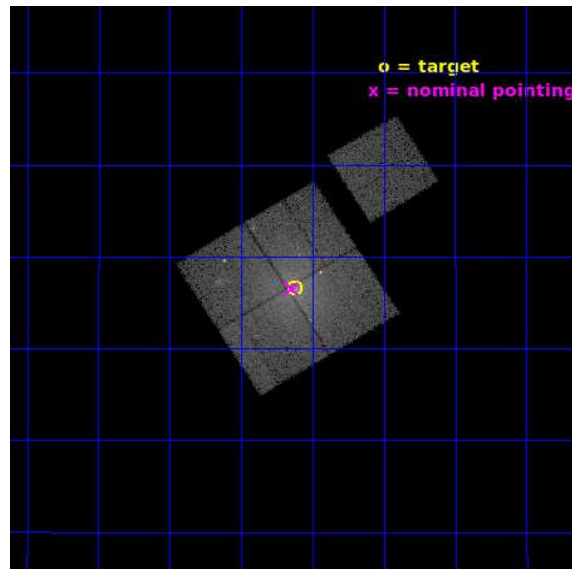 o = target
x = nominal pointing